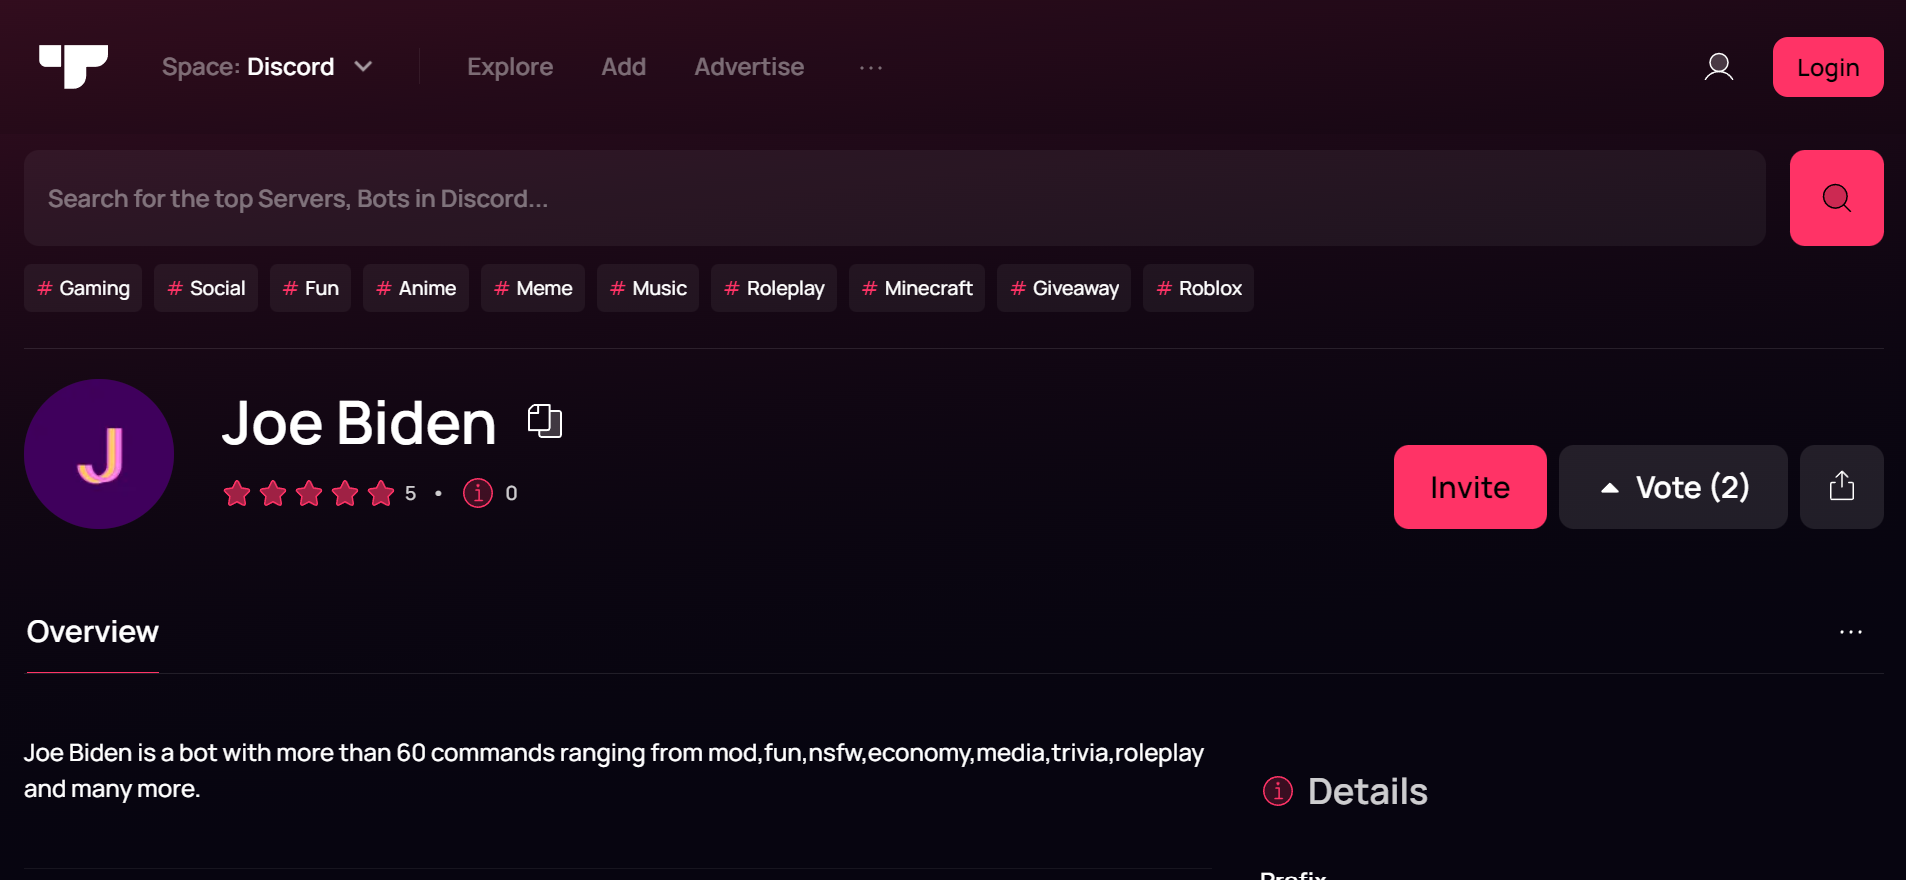 Space: Discord Explore Add Advertise ... Login
Search for the top Servers, Bots in Discord...
# Gaming # Social # Fun # Anime # Meme # Music # Roleplay # Minecraft # Giveaway # Roblox
J
Joe Biden
5 • 0
Invite Vote (2)
Overview ...
Joe Biden is a bot with more than 60 commands ranging from mod,fun,nsfw,economy,media,trivia,roleplay
and many more.
Details
Prefix